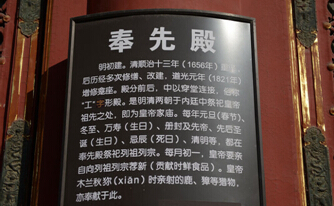 奉先殿
明初建。清顺治十三年（1656年）
后历经多次修缮、改建，道光元年（1821年）
增修龛座。殿分前后，中以穿堂连接，
“工”字形殿。是明清两朝于内廷中祭祀皇帝
祖先之处，即为皇帝家庙。每年元旦(春节)、
冬至、万寿（生日）、册封及先帝、先后圣
诞（生日）、忌辰（死日）、清明等，都在
奉先殿祭祀列祖列宗。每月初一，皇帝要亲
自向列祖列宗荐新（贡献时鲜食品）。皇帝
木兰秋狝（xiǎn）时亲射的鹿、獐等猎物，
亦奉献于此。